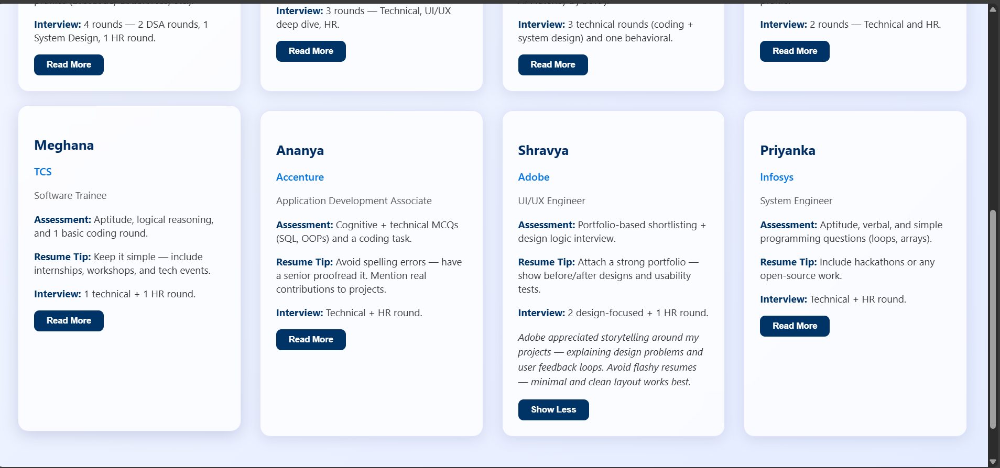 Interview: 4 rounds — 2 DSA rounds, 1
System Design, 1 HR round.
Read More
Interview: 3 rounds — Technical, UI/UX
deep dive, HR.
Read More
Interview: 3 technical rounds (coding +
system design) and one behavioral.
Read More
Interview: 2 rounds — Technical and HR.
Read More
Meghana
TCS
Software Trainee
Assessment: Aptitude, logical reasoning,
and 1 basic coding round.
Resume Tip: Keep it simple — include
internships, workshops, and tech events.
Interview: 1 technical + 1 HR round.
Read More
Ananya
Accenture
Application Development Associate
Assessment: Cognitive + technical MCQs
(SQL, OOPs) and a coding task.
Resume Tip: Avoid spelling errors — have
a senior proofread it. Mention real
contributions to projects.
Interview: Technical + HR round.
Read More
Shravya
Adobe
UI/UX Engineer
Assessment: Portfolio-based shortlisting +
design logic interview.
Resume Tip: Attach a strong portfolio —
show before/after designs and usability
tests.
Interview: 2 design-focused + 1 HR round.
Adobe appreciated storytelling around my
projects — explaining design problems and
user feedback loops. Avoid flashy resumes
— minimal and clean layout works best.
Show Less
Priyanka
Infosys
System Engineer
Assessment: Aptitude, verbal, and simple
programming questions (loops, arrays).
Resume Tip: Include hackathons or any
open-source work.
Interview: Technical + HR round.
Read More